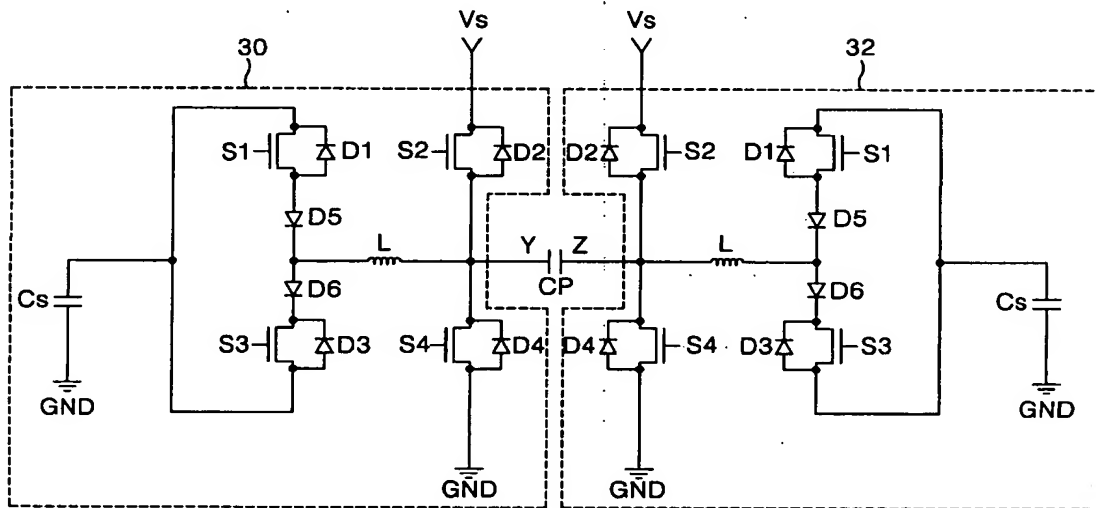 Vs Vs
30 32
S1 D1 S2 D2 D2 S2 D1 S1
D5 D5
L Y Z L
CP
D6 D6
Cs Cs
S3 D3 S4 D4 D4 S4 D3 S3
GND GND
GND GND